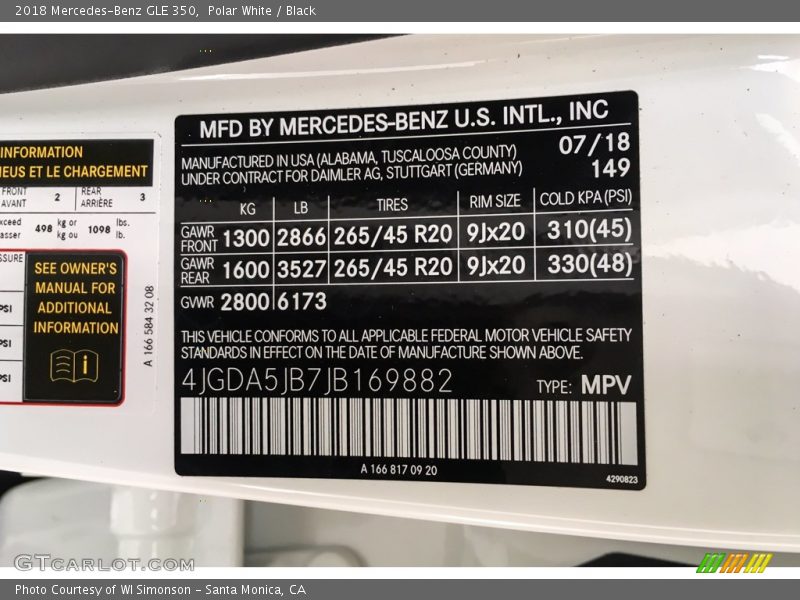 2018 Mercedes-Benz GLE 350,  Polar White / Black
INFORMATION
NEUS ET LE CHARGEMENT
FRONT AVANT 2 REAR ARRIÈRE 3
498 kg or kg ou 1098 lbs. lb.
SEE OWNER'S
MANUAL FOR
ADDITIONAL
INFORMATION
PSI
PSI
PSI
A 166 584 32 08
MFD BY MERCEDES-BENZ U.S. INTL., INC
MANUFACTURED IN USA (ALABAMA, TUSCALOOSA COUNTY) 07/18
UNDER CONTRACT FOR DAIMLER AG, STUTTGART (GERMANY) 149
KG LB TIRES RIM SIZE COLD KPA (PSI)
GAWR FRONT 1300 2866 265/45 R20 9Jx20 310(45)
GAWR REAR 1600 3527 265/45 R20 9Jx20 330(48)
GVWR 2800 6173
THIS VEHICLE CONFORMS TO ALL APPLICABLE FEDERAL MOTOR VEHICLE SAFETY
STANDARDS IN EFFECT ON THE DATE OF MANUFACTURE SHOWN ABOVE.
4JGDA5JB7JB169882 TYPE: MPV
A 166 817 09 20
4290823
GTCARLOT.COM
Photo Courtesy of WI Simonson - Santa Monica, CA